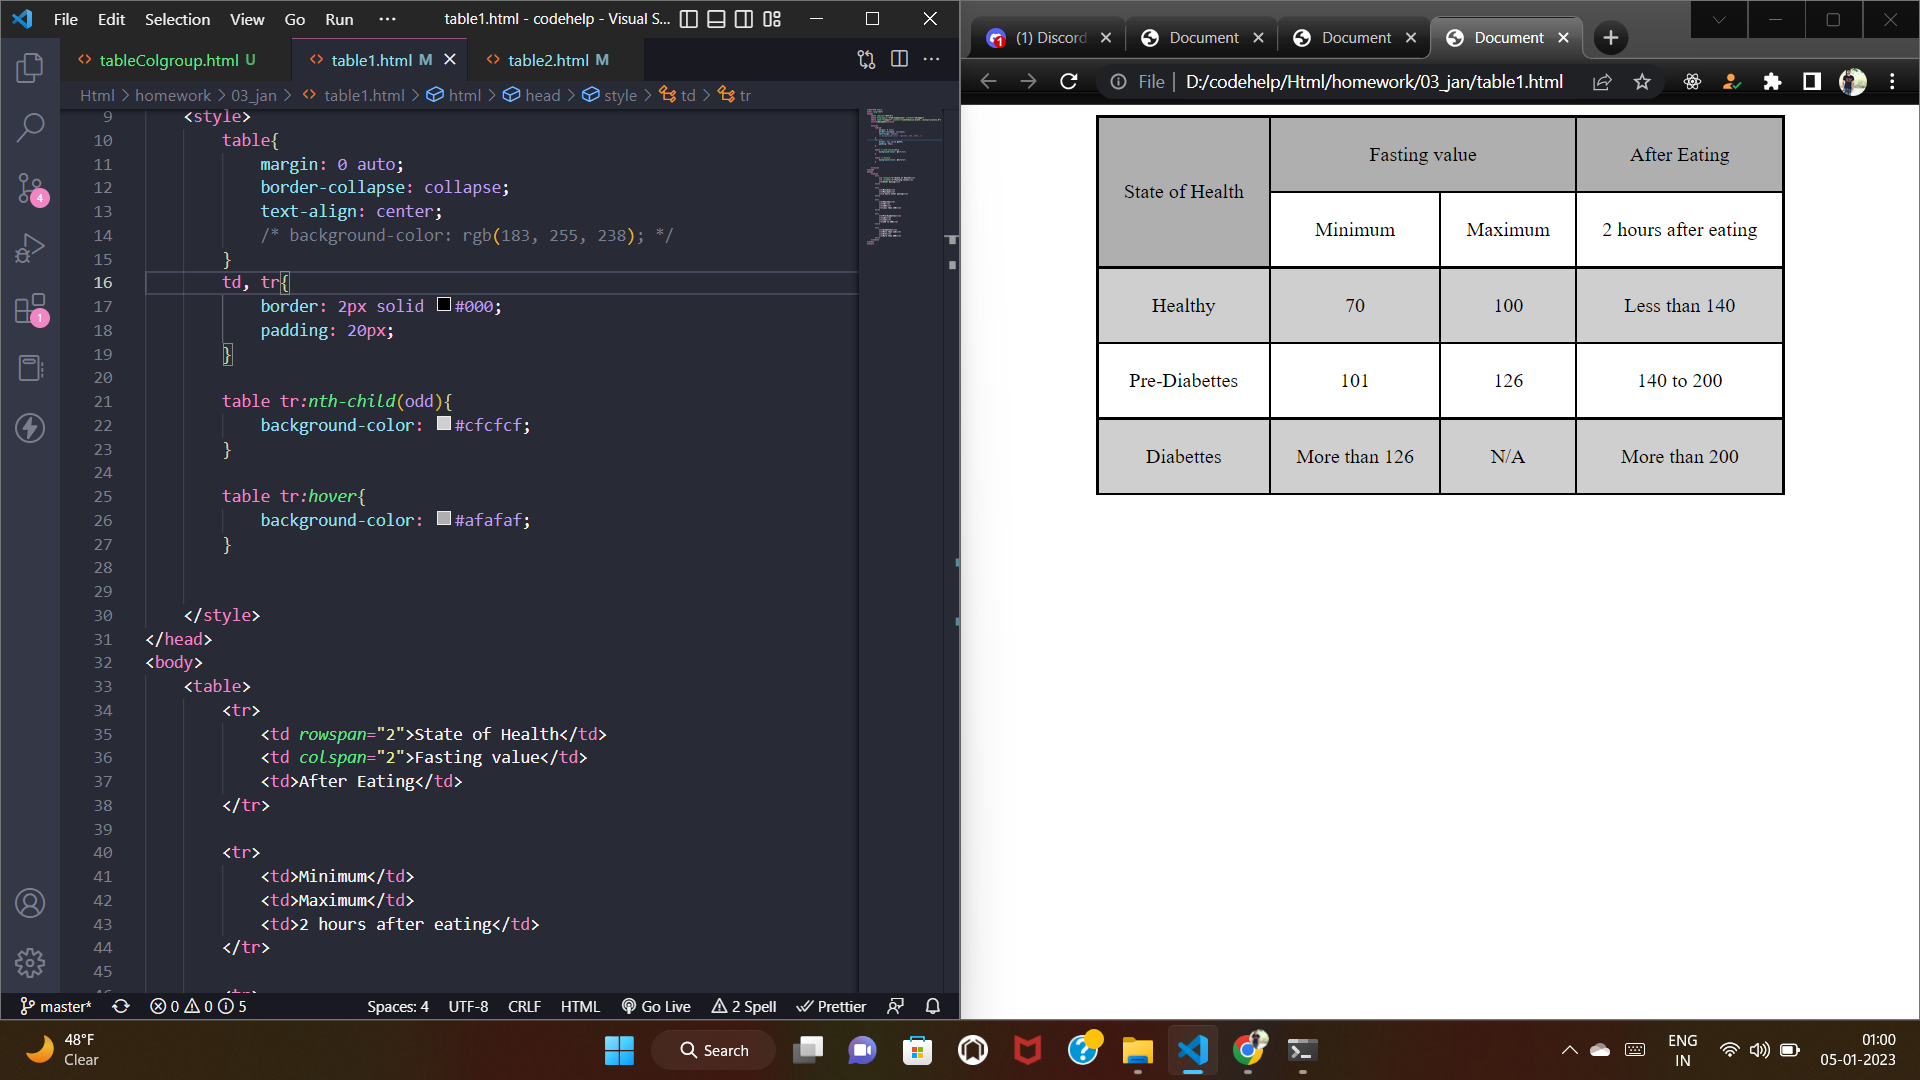 File Edit Selection View Go Run ··· table1.html - codehelp - Visual S...
tableColgroup.html U table1.html M table2.html M
Html > homework > 03_jan > table1.html > html > head > style > td > tr
9 <style>
10 table{
11 margin: 0 auto;
12 border-collapse: collapse;
13 text-align: center;
14 /* background-color: rgb(183, 255, 238); */
15 }
16 td, tr{
17 border: 2px solid #000;
18 padding: 20px;
19 }
20
21 table tr:nth-child(odd){
22 background-color: #cfcfcf;
23 }
24
25 table tr:hover{
26 background-color: #afafaf;
27 }
28
29
30 </style>
31 </head>
32 <body>
33 <table>
34 <tr>
35 <td rowspan="2">State of Health</td>
36 <td colspan="2">Fasting value</td>
37 <td>After Eating</td>
38 </tr>
39
40 <tr>
41 <td>Minimum</td>
42 <td>Maximum</td>
43 <td>2 hours after eating</td>
44 </tr>
45
4
1
master* 0 0 5 Spaces: 4 UTF-8 CRLF HTML Go Live 2 Spell Prettier
(1) Discord Document Document Document
File | D:/codehelp/Html/homework/03_jan/table1.html
State of Health Fasting value After Eating
Minimum Maximum 2 hours after eating
Healthy 70 100 Less than 140
Pre-Diabettes 101 126 140 to 200
Diabettes More than 126 N/A More than 200
48°F
Clear
Search
ENG
IN
01:00
05-01-2023